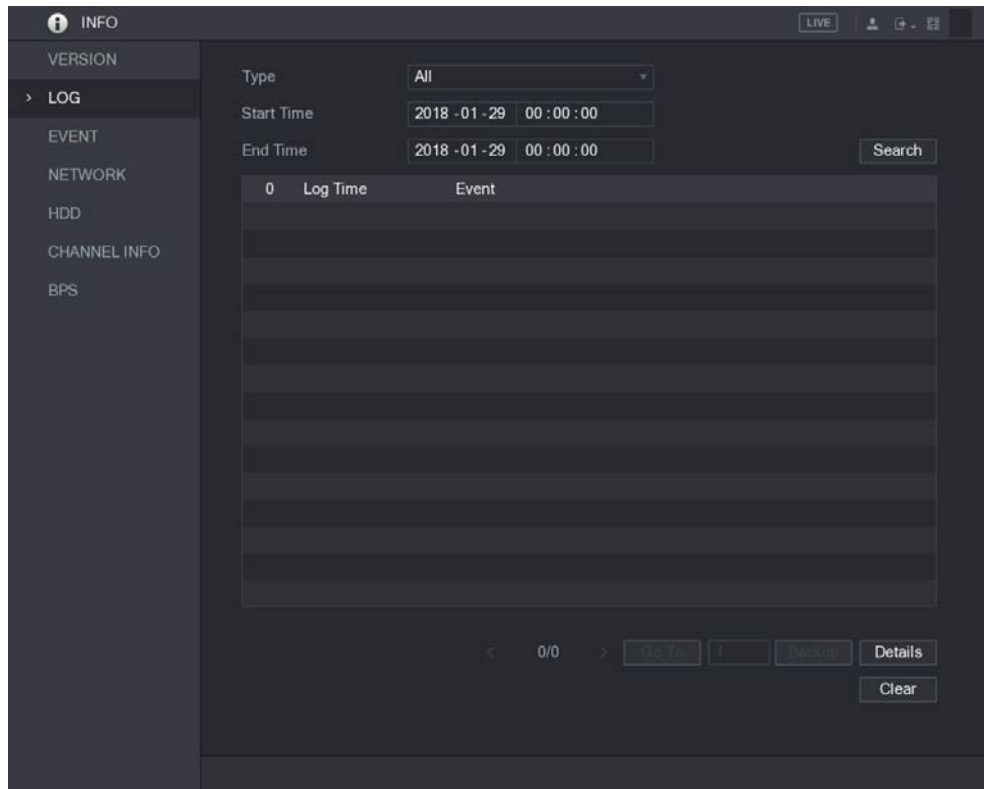 INFO LIVE
VERSION
LOG
EVENT
NETWORK
HDD
CHANNEL INFO
BPS
Type All
Start Time 2018 -01 -29 00 : 00 : 00
End Time 2018 -01 -29 00 : 00 : 00 Search
0 Log Time Event
< 0/0 > Go To 1 Backup Details
Clear